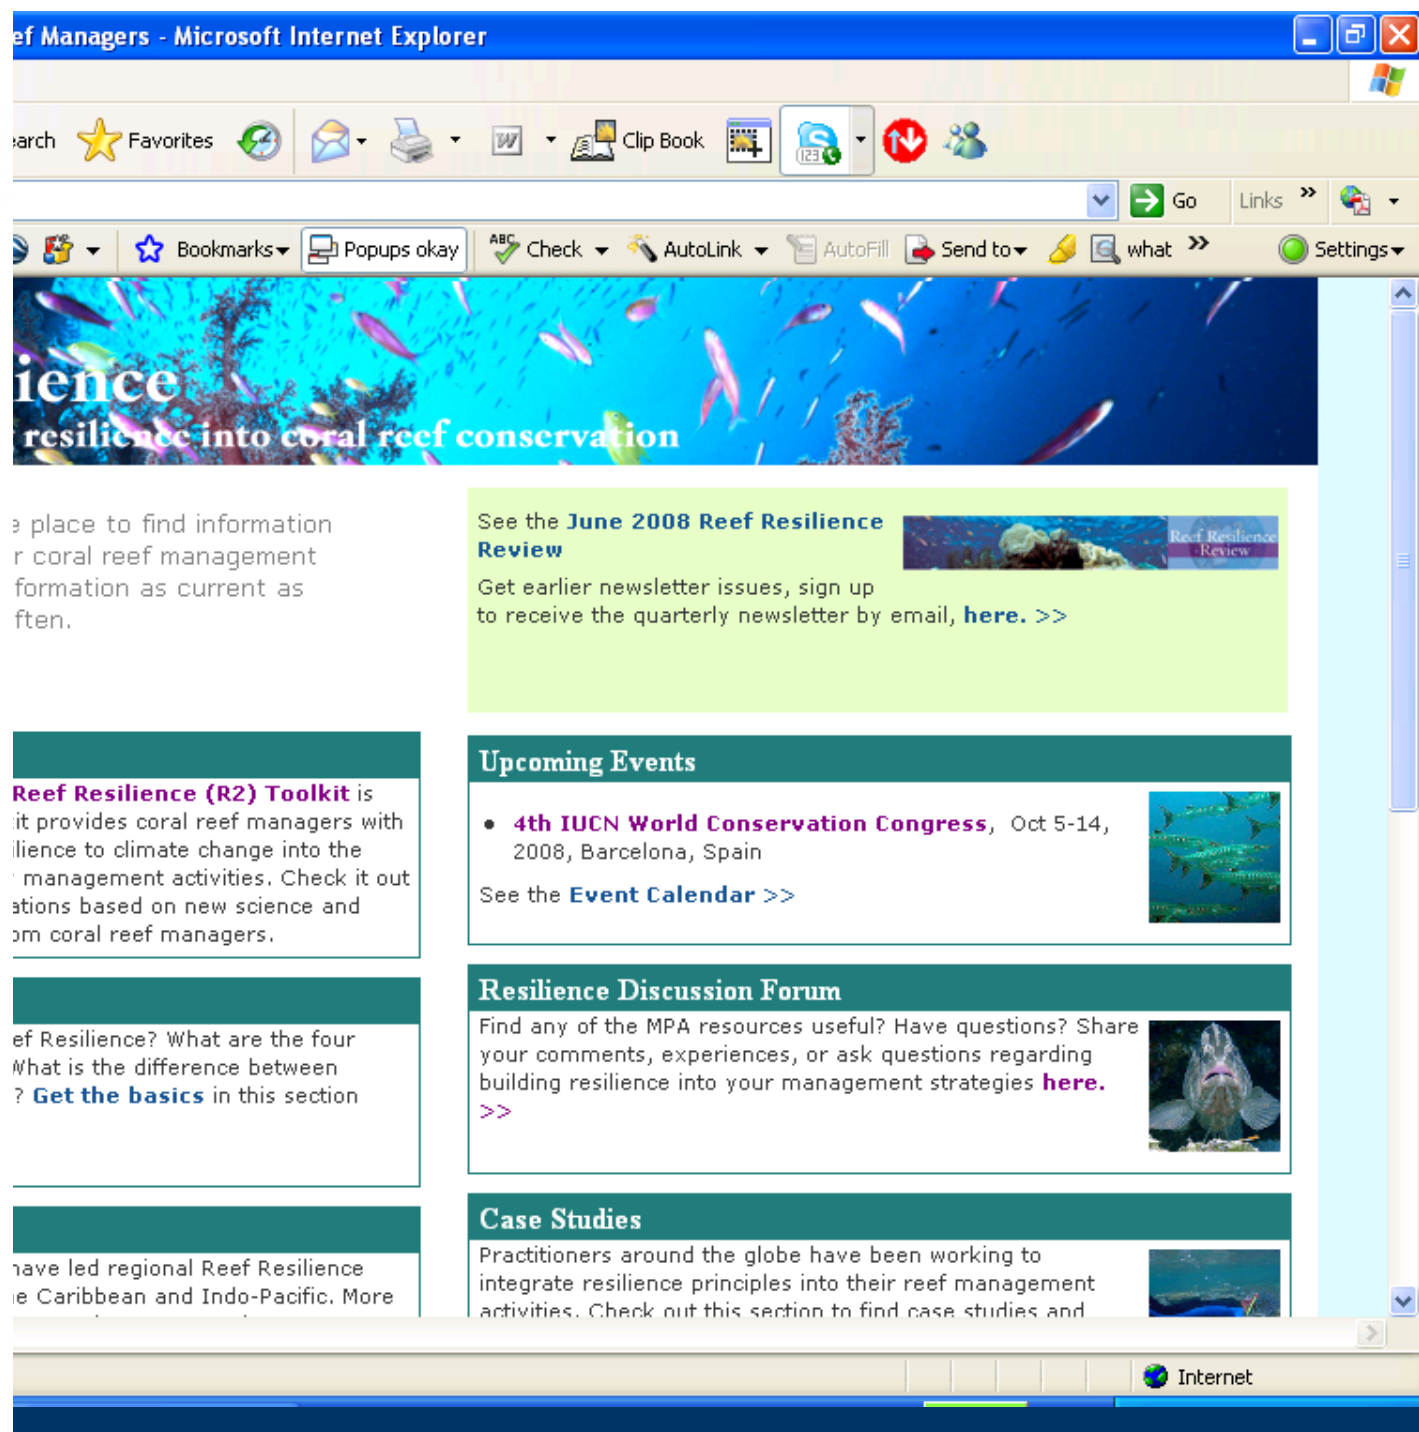 ef Managers - Microsoft Internet Explorer
earch Favorites Clip Book
Go Links »
Bookmarks Popups okay Check AutoLink AutoFill Send to what » Settings
ience
resilience into coral reef conservation
e place to find information
r coral reef management
formation as current as
ften.
See the June 2008 Reef Resilience
Review
Reef Resilience
Review
Get earlier newsletter issues, sign up
to receive the quarterly newsletter by email, here. >>
Reef Resilience (R2) Toolkit is
it provides coral reef managers with
ilience to climate change into the
management activities. Check it out
ations based on new science and
om coral reef managers.
Upcoming Events
• 4th IUCN World Conservation Congress, Oct 5-14,
2008, Barcelona, Spain
See the Event Calendar >>
ef Resilience? What are the four
What is the difference between
? Get the basics in this section
Resilience Discussion Forum
Find any of the MPA resources useful? Have questions? Share
your comments, experiences, or ask questions regarding
building resilience into your management strategies here.
>>
have led regional Reef Resilience
e Caribbean and Indo-Pacific. More
Case Studies
Practitioners around the globe have been working to
integrate resilience principles into their reef management
activities. Check out this section to find case studies and
Internet